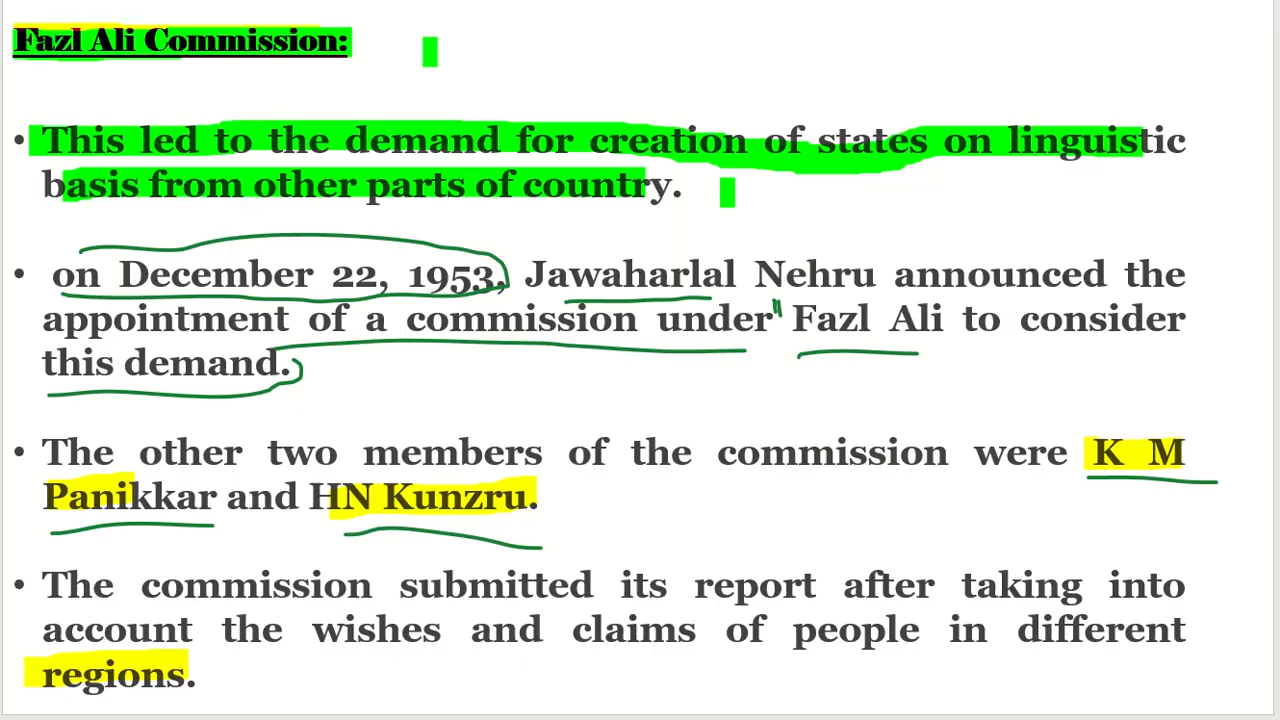 Fazl Ali Commission:
• This led to the demand for creation of states on linguistic
basis from other parts of country.
• on December 22, 1953, Jawaharlal Nehru announced the
appointment of a commission under Fazl Ali to consider
this demand.
• The other two members of the commission were K M
Panikkar and HN Kunzru.
• The commission submitted its report after taking into
account the wishes and claims of people in different
regions.